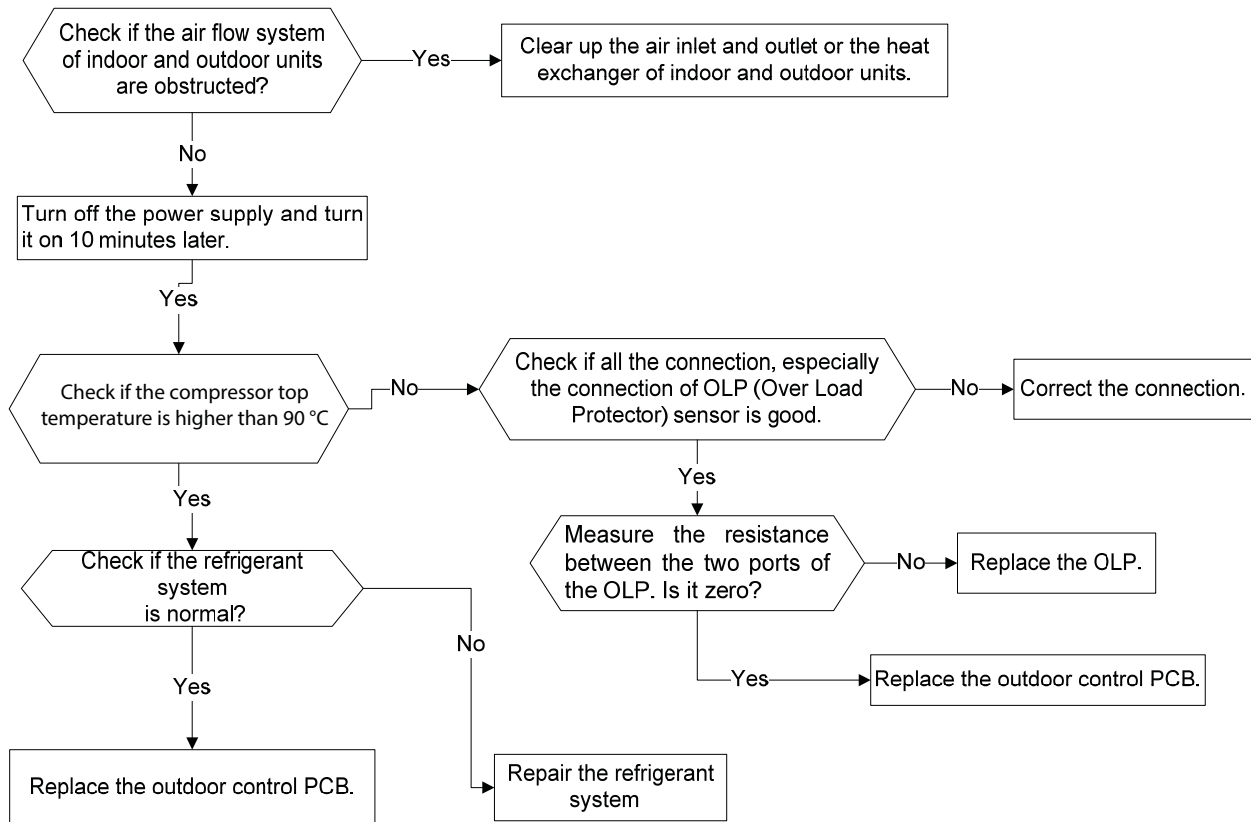 Check if the air flow system
of indoor and outdoor units
are obstructed?
Yes
Clear up the air inlet and outlet or the heat
exchanger of indoor and outdoor units.
No
Turn off the power supply and turn
it on 10 minutes later.
Yes
Check if the compressor top
temperature is higher than 90 °C
No
Check if all the connection, especially
the connection of OLP (Over Load
Protector) sensor is good.
No
Correct the connection.
Yes
Yes
Check if the refrigerant
system
is normal?
Measure the resistance
between the two ports of
the OLP. Is it zero?
No
Replace the OLP.
No
Yes
Yes
Replace the outdoor control PCB.
Replace the outdoor control PCB.
Repair the refrigerant
system